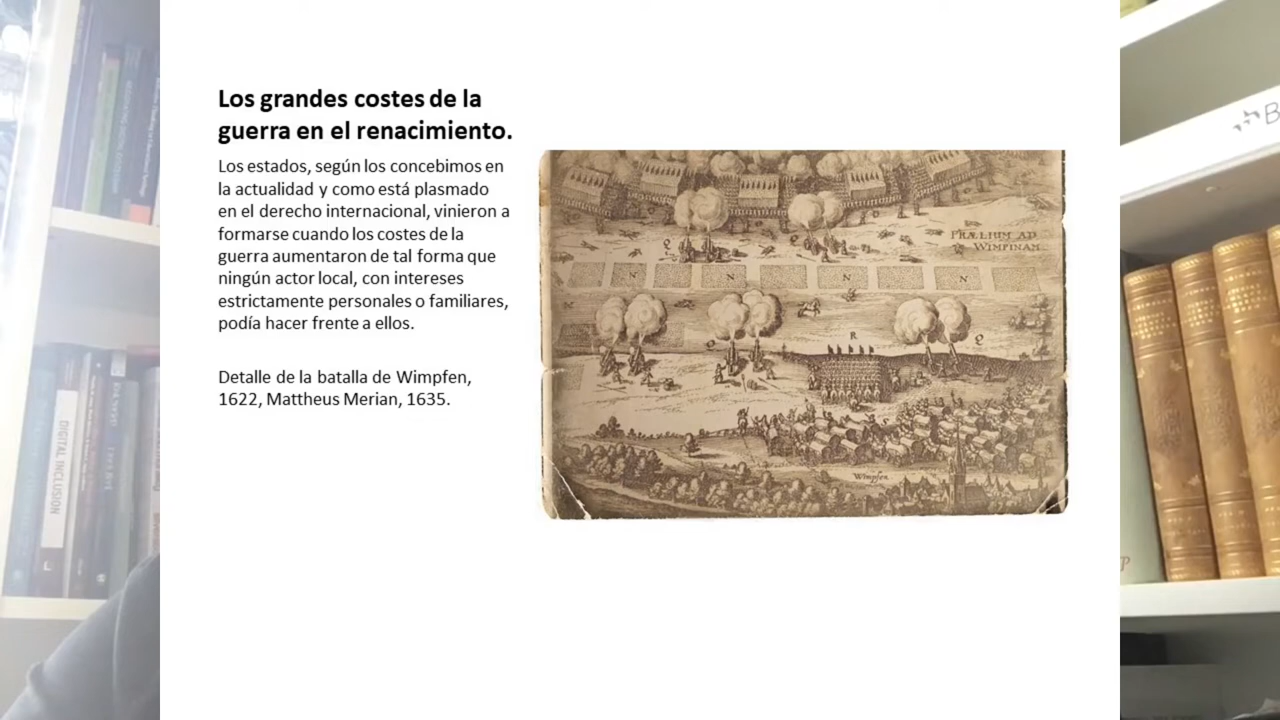 Los grandes costes de la
guerra en el renacimiento.
Los estados, según los concebimos en
la actualidad y como está plasmado
en el derecho internacional, vinieron a
formarse cuando los costes de la
guerra aumentaron de tal forma que
ningún actor local, con intereses
estrictamente personales o familiares,
podía hacer frente a ellos.
Detalle de la batalla de Wimpfen,
1622, Mattheus Merian, 1635.
PRÆLIUM AD
WIMPINAM
Q
Q
N
N
N
N
R
Q
Q
Wimpfen
DIGITAL INCLUSION
B
P